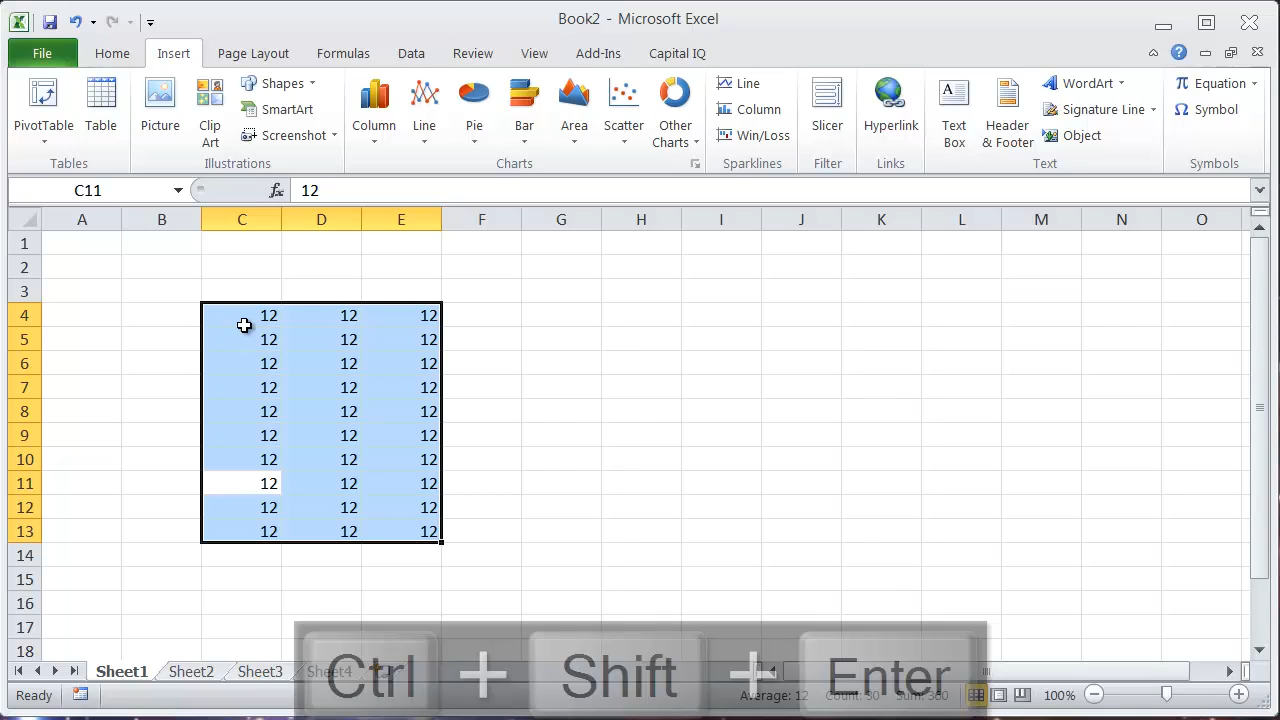 Book2 - Microsoft Excel
File Home Insert Page Layout Formulas Data Review View Add-Ins Capital IQ
PivotTable Table Picture Clip Art Shapes SmartArt Screenshot Column Line Pie Bar Area Scatter Other Charts Line Column Win/Loss Slicer Hyperlink Text Box Header & Footer WordArt Signature Line Object Equation Symbol
Tables Illustrations Charts Sparklines Filter Links Text Symbols
C11 fx 12
A B C D E F G H I J K L M N O
1
2
3
4 12 12 12
5 12 12 12
6 12 12 12
7 12 12 12
8 12 12 12
9 12 12 12
10 12 12 12
11 12 12 12
12 12 12 12
13 12 12 12
14
15
16
17
18
Ctrl + Shift + Enter
Sheet1 Sheet2 Sheet3 Sheet4
Ready Average: 12 Count: 30 Sum: 360 100%